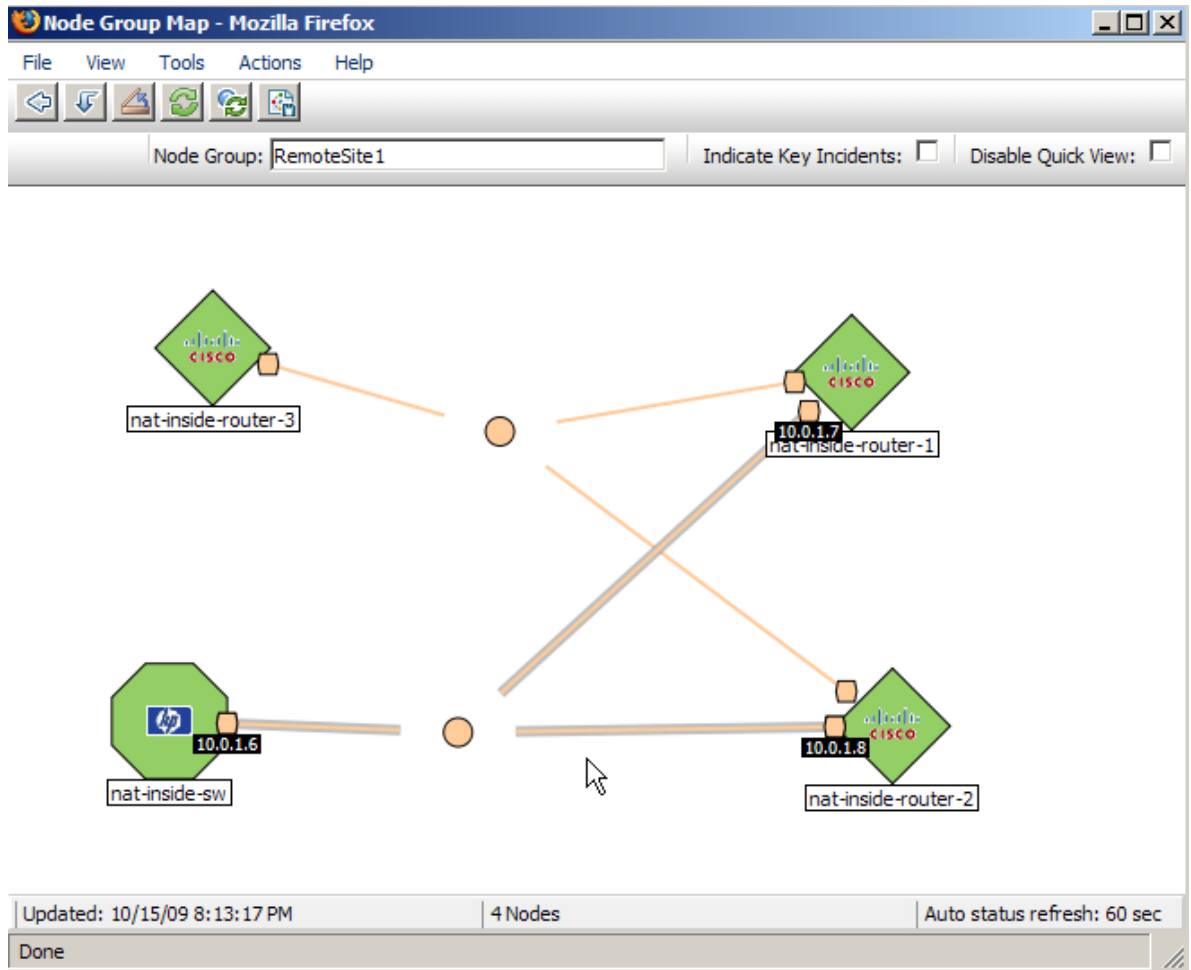 Node Group Map - Mozilla Firefox
File View Tools Actions Help
Node Group: RemoteSite1 Indicate Key Incidents: Disable Quick View:
CISCO
nat-inside-router-3
CISCO
10.0.1.7
nat-inside-router-1
hp
10.0.1.6
nat-inside-sw
CISCO
10.0.1.8
nat-inside-router-2
Updated: 10/15/09 8:13:17 PM 4 Nodes Auto status refresh: 60 sec
Done